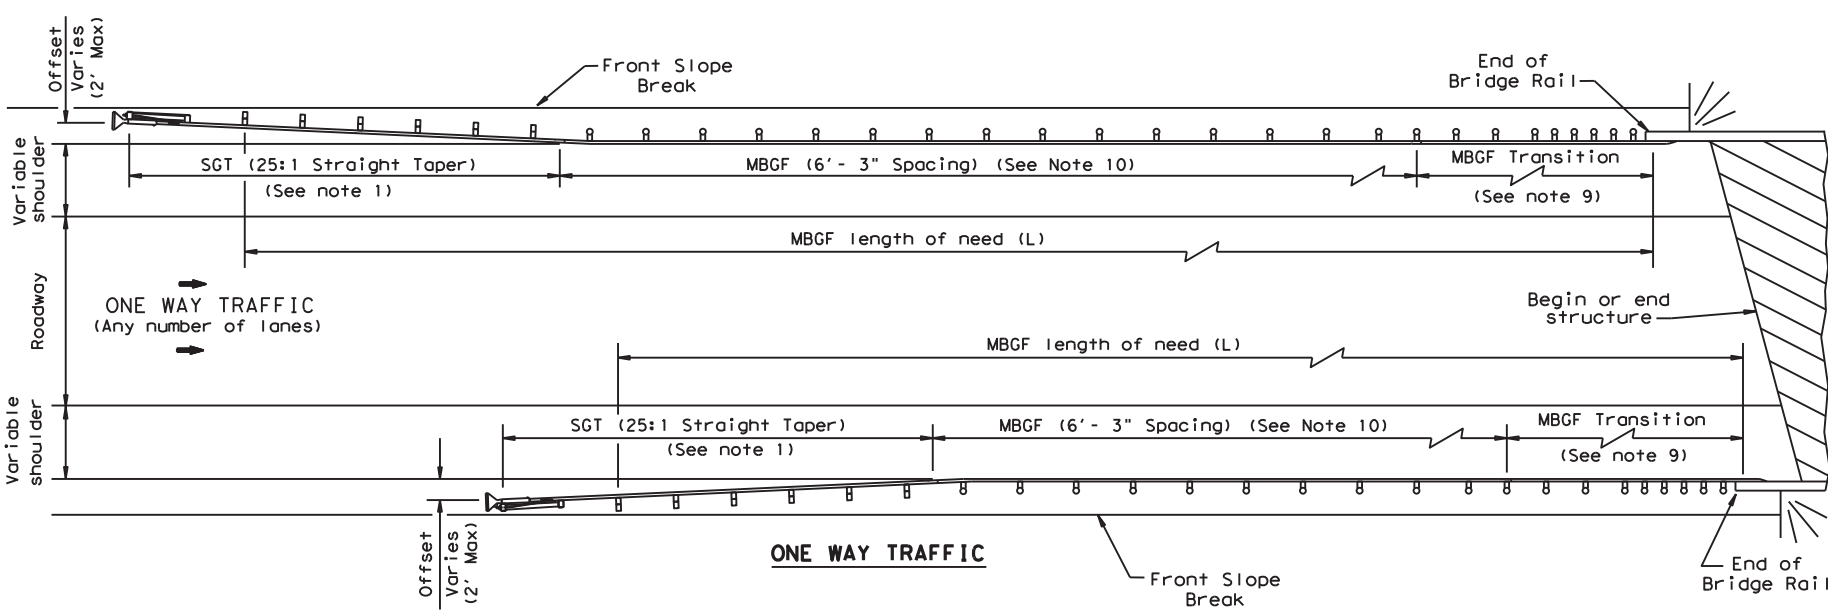 Offset
Varies
(2' Max)
Front Slope
Break
End of
Bridge Rail
Variable
shoulder
SGT (25:1 Straight Taper)
(See note 1)
MBGF (6'- 3" Spacing) (See Note 10)
MBGF Transition
(See note 9)
MBGF length of need (L)
Roadway
ONE WAY TRAFFIC
(Any number of lanes)
Begin or end
structure
MBGF length of need (L)
Variable
shoulder
SGT (25:1 Straight Taper)
(See note 1)
MBGF (6'- 3" Spacing) (See Note 10)
MBGF Transition
(See note 9)
Offset
Varies
(2' Max)
ONE WAY TRAFFIC
Front Slope
Break
End of
Bridge Rail